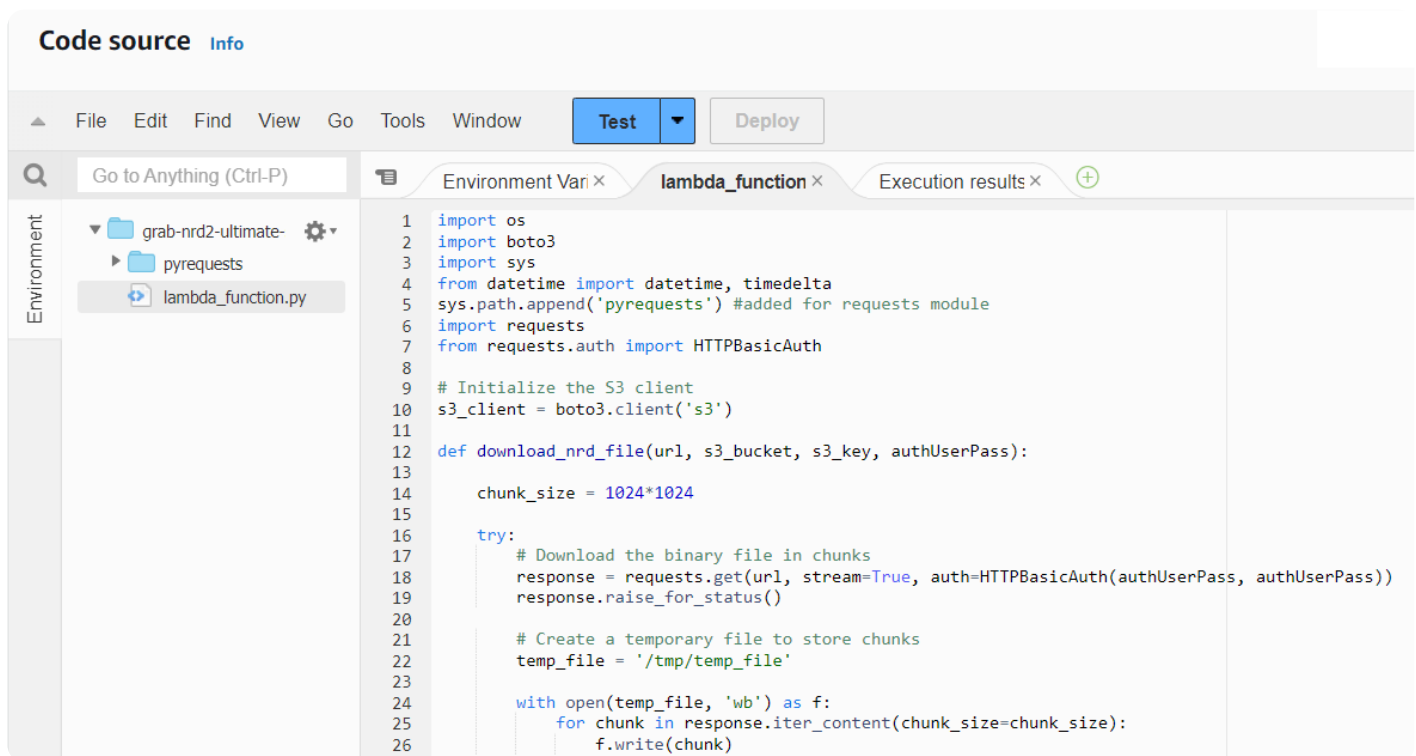 Code source Info
File Edit Find View Go Tools Window Test Deploy
Go to Anything (Ctrl-P) Environment Vari lambda_function Execution results
Environment
grab-nrd2-ultimate-
pyrequests
lambda_function.py
1 import os
2 import boto3
3 import sys
4 from datetime import datetime, timedelta
5 sys.path.append('pyrequests') #added for requests module
6 import requests
7 from requests.auth import HTTPBasicAuth
8
9 # Initialize the S3 client
10 s3_client = boto3.client('s3')
11
12 def download_nrd_file(url, s3_bucket, s3_key, authUserPass):
13
14     chunk_size = 1024*1024
15
16     try:
17         # Download the binary file in chunks
18         response = requests.get(url, stream=True, auth=HTTPBasicAuth(authUserPass, authUserPass))
19         response.raise_for_status()
20
21         # Create a temporary file to store chunks
22         temp_file = '/tmp/temp_file'
23
24         with open(temp_file, 'wb') as f:
25             for chunk in response.iter_content(chunk_size=chunk_size):
26                 f.write(chunk)